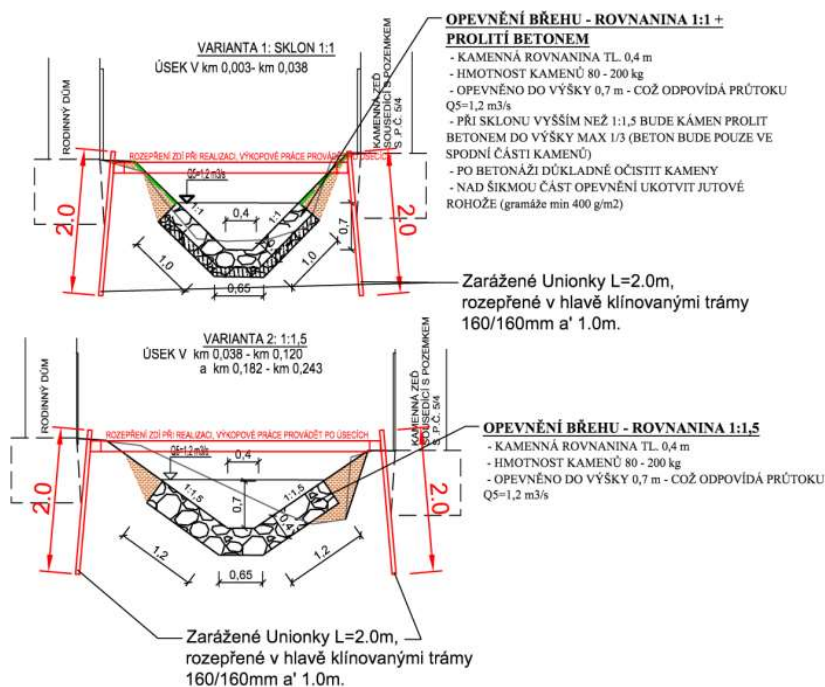 VARIANTA 1: SKLON 1:1
ÚSEK V km 0,003- km 0,038
RODINNÝ DŮM
KAMENNÁ ZEĎ
SOUSEDÍCÍ S POZEMKEM
S .P.Č. 5/4
ROZEPŘENÍ ZDÍ PŘI REALIZACI, VÝKOPOVÉ PRÁCE PROVÁDĚT PO ÚSECÍCH
Q5=1,2 m3/s
1:1
0,4
1:1
0,7
2.0
2.0
1,0
1,0
0,65
OPEVNĚNÍ BŘEHU - ROVNANINA 1:1 +
PROLITÍ BETONEM
- KAMENNÁ ROVNANINA TL. 0,4 m
- HMOTNOST KAMENŮ 80 - 200 kg
- OPEVNĚNO DO VÝŠKY 0,7 m - COŽ ODPOVÍDÁ PRŮTOKU
Q5=1,2 m3/s
- PŘI SKLONU VYŠŠÍM NEŽ 1:1,5 BUDE KÁMEN PROLIT
BETONEM DO VÝŠKY MAX 1/3 (BETON BUDE POUZE VE
SPODNÍ ČÁSTI KAMENŮ)
- PO BETONÁŽI DŮKLADNĚ OČISTIT KAMENY
- NAD ŠIKMOU ČÁST OPEVNĚNÍ UKOTVIT JUTOVÉ
ROHOŽE (gramáže min 400 g/m2)
Zarážené Unionky L=2.0m,
rozepřené v hlavě klínovanými trámy
160/160mm a' 1.0m.
VARIANTA 2: 1:1,5
ÚSEK V km 0,038 - km 0,120
a km 0,182 - km 0,243
RODINNÝ DŮM
KAMENNÁ ZEĎ
SOUSEDÍCÍ S POZEMKEM
S .P.Č. 5/4
ROZEPŘENÍ ZDÍ PŘI REALIZACI, VÝKOPOVÉ PRÁCE PROVÁDĚT PO ÚSECÍCH
Q5=1,2 m3/s
0,4
1:1,5
0,7
1:1,5
0,4
2.0
2.0
1,2
1,2
0,65
OPEVNĚNÍ BŘEHU - ROVNANINA 1:1,5
- KAMENNÁ ROVNANINA TL. 0,4 m
- HMOTNOST KAMENŮ 80 - 200 kg
- OPEVNĚNO DO VÝŠKY 0,7 m - COŽ ODPOVÍDÁ PRŮTOKU
Q5=1,2 m3/s
Zarážené Unionky L=2.0m,
rozepřené v hlavě klínovanými trámy
160/160mm a' 1.0m.